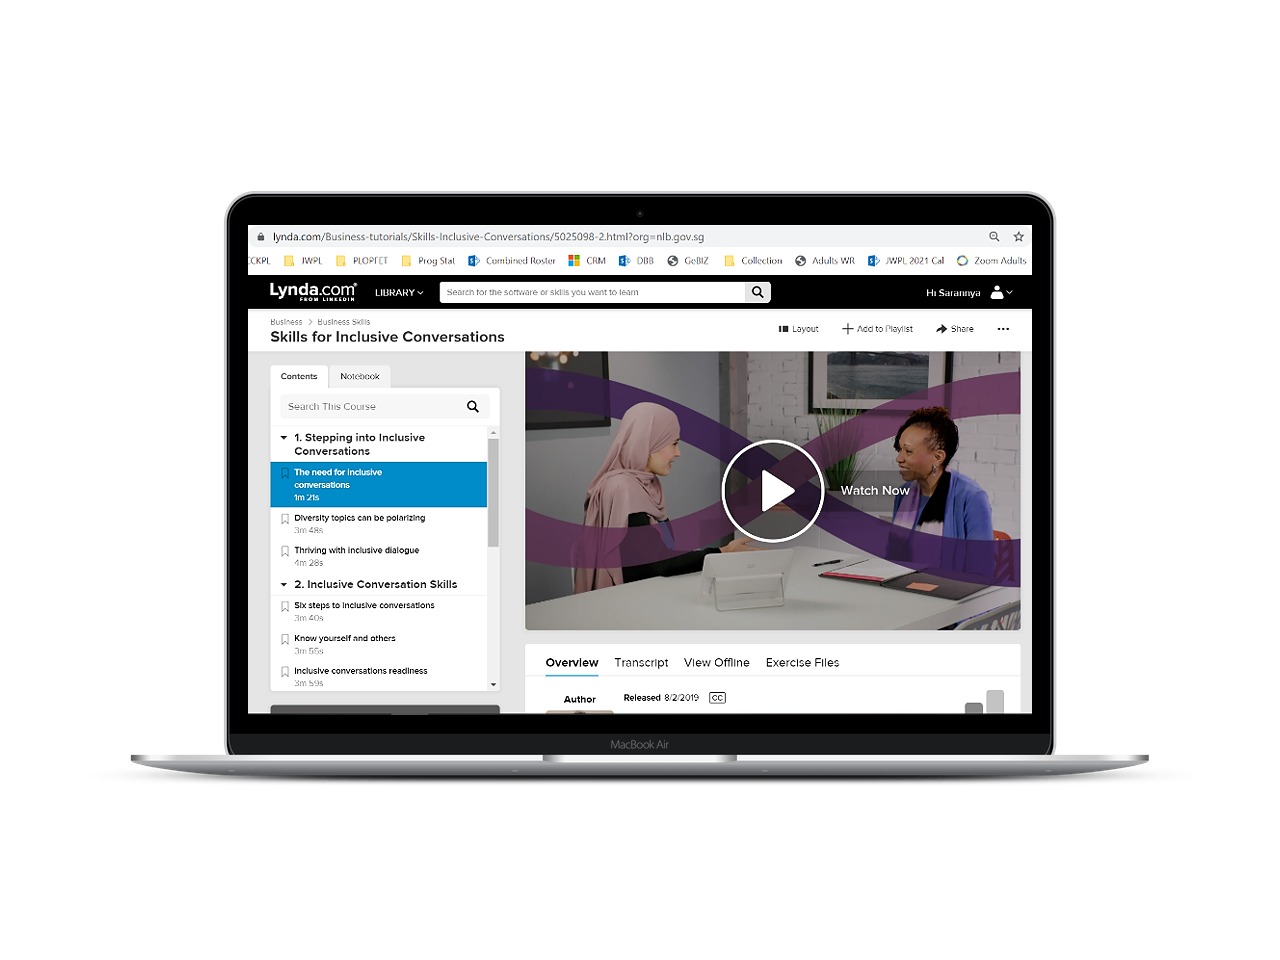 lynda.com/Business-tutorials/Skills-Inclusive-Conversations/5025098-2.html?org=nlb.gov.sg
CKPL JWPL PLOPFET Prog Stat Combined Roster CRM DBB GeBIZ Collection Adults WR JWPL 2021 Cal Zoom Adults
Lynda.com® LIBRARY Search for the software or skills you want to learn Hi Sarannya
FROM LINKEDIN
Business > Business Skills
Skills for Inclusive Conversations
Layout + Add to Playlist Share ...
Contents Notebook
Search This Course
1. Stepping into Inclusive
Conversations
The need for inclusive
conversations
1m 21s
Diversity topics can be polarizing
3m 48s
Thriving with inclusive dialogue
4m 28s
2. Inclusive Conversation Skills
Six steps to inclusive conversations
3m 40s
Know yourself and others
3m 55s
Inclusive conversations readiness
3m 59s
Watch Now
Overview Transcript View Offline Exercise Files
Author Released 8/2/2019 CC
MacBook Air